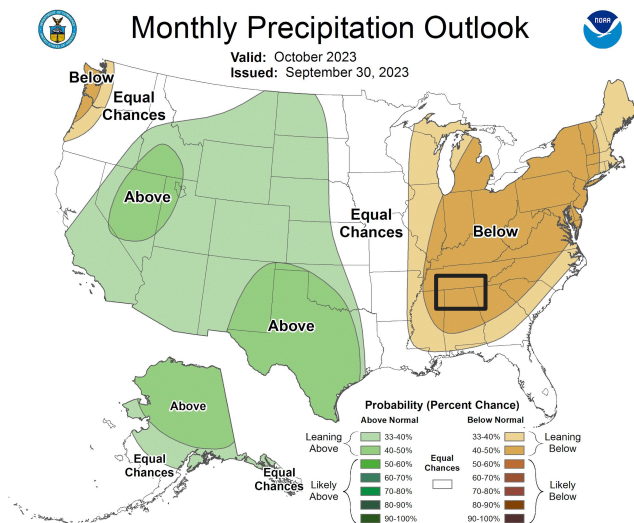 Monthly Precipitation Outlook
Valid: October 2023
Issued: September 30, 2023
NOAA
Below
Equal
Chances
Above
Equal
Chances
Below
Above
Above
Equal
Chances
Equal
Chances
Probability (Percent Chance)
Above Normal
Below Normal
Leaning
Above
33-40%
40-50%
Likely
Above
50-60%
60-70%
70-80%
80-90%
90-100%
Equal
Chances
33-40%
40-50%
Leaning
Below
50-60%
60-70%
70-80%
80-90%
90-100%
Likely
Below